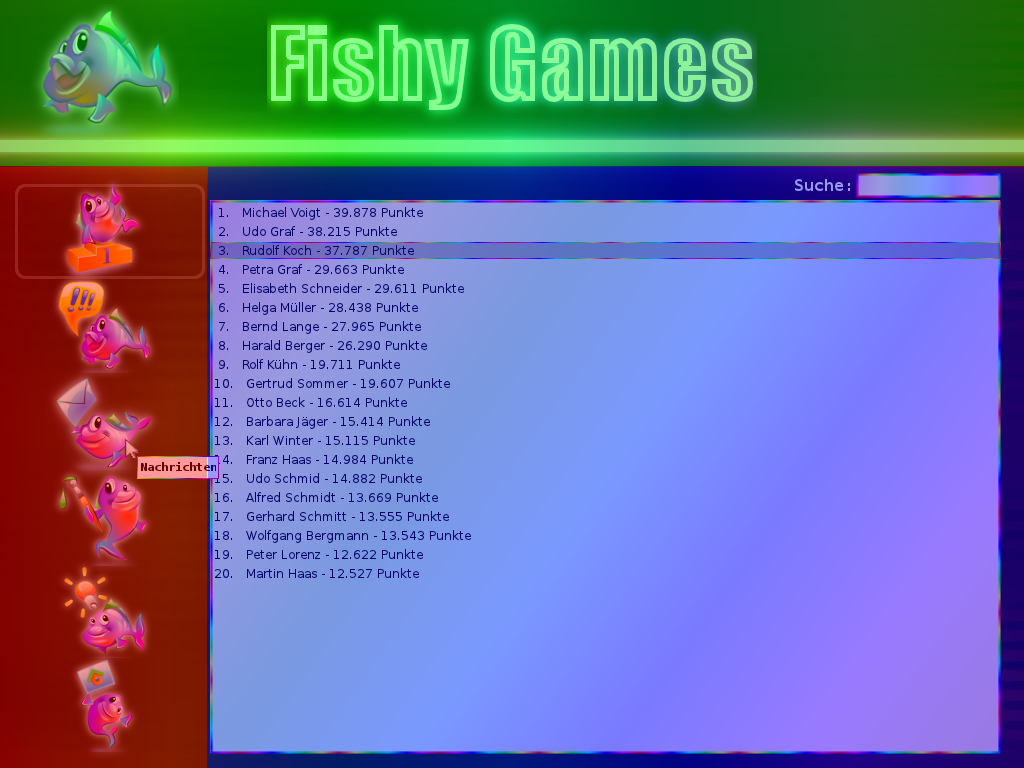 Fishy Games
Suche:
1. Michael Voigt - 39.878 Punkte
2. Udo Graf - 38.215 Punkte
3. Rudolf Koch - 37.787 Punkte
4. Petra Graf - 29.663 Punkte
5. Elisabeth Schneider - 29.611 Punkte
6. Helga Müller - 28.438 Punkte
7. Bernd Lange - 27.965 Punkte
8. Harald Berger - 26.290 Punkte
9. Rolf Kühn - 19.711 Punkte
10. Gertrud Sommer - 19.607 Punkte
11. Otto Beck - 16.614 Punkte
12. Barbara Jäger - 15.414 Punkte
13. Karl Winter - 15.115 Punkte
14. Franz Haas - 14.984 Punkte
15. Udo Schmid - 14.882 Punkte
16. Alfred Schmidt - 13.669 Punkte
17. Gerhard Schmitt - 13.555 Punkte
18. Wolfgang Bergmann - 13.543 Punkte
19. Peter Lorenz - 12.622 Punkte
20. Martin Haas - 12.527 Punkte
1
!!!
Nachrichten